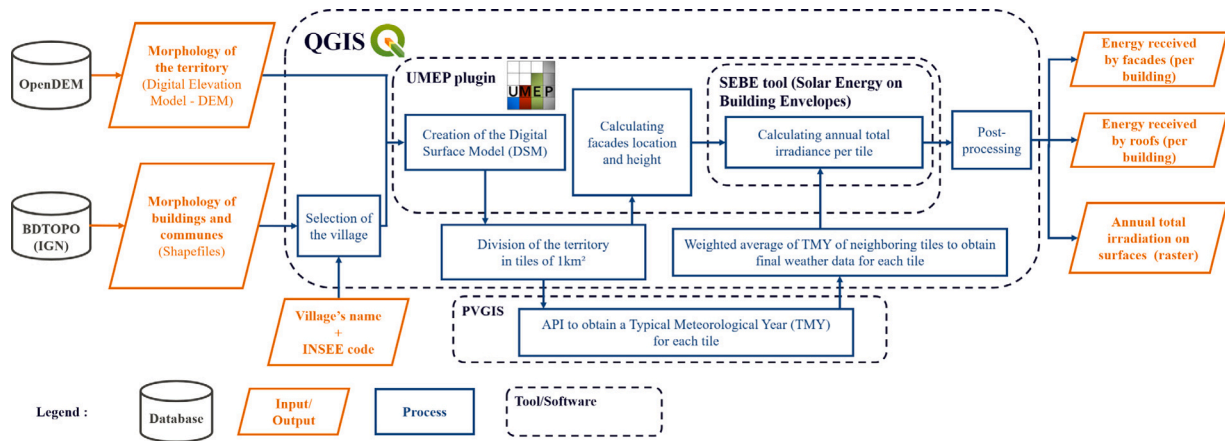 OpenDEM
Morphology of
the territory
(Digital Elevation
Model - DEM)
BDTOPO
(IGN)
Morphology of
buildings and
communes
(Shapefiles)
QGIS
Selection of
the village
Village's name
+
INSEE code
UMEP plugin
UMEP
Creation of the Digital
Surface Model (DSM)
Division of the territory
in tiles of 1km²
Calculating
facades location
and height
SEBE tool (Solar Energy on
Building Envelopes)
Calculating annual total
irradiance per tile
Weighted average of TMY of neighboring tiles to obtain
final weather data for each tile
PVGIS
API to obtain a Typical Meteorological Year (TMY)
for each tile
Post-
processing
Energy received
by facades (per
building)
Energy received
by roofs (per
building)
Annual total
irradiation on
surfaces (raster)
Legend :
Database
Input/
Output
Process
Tool/Software